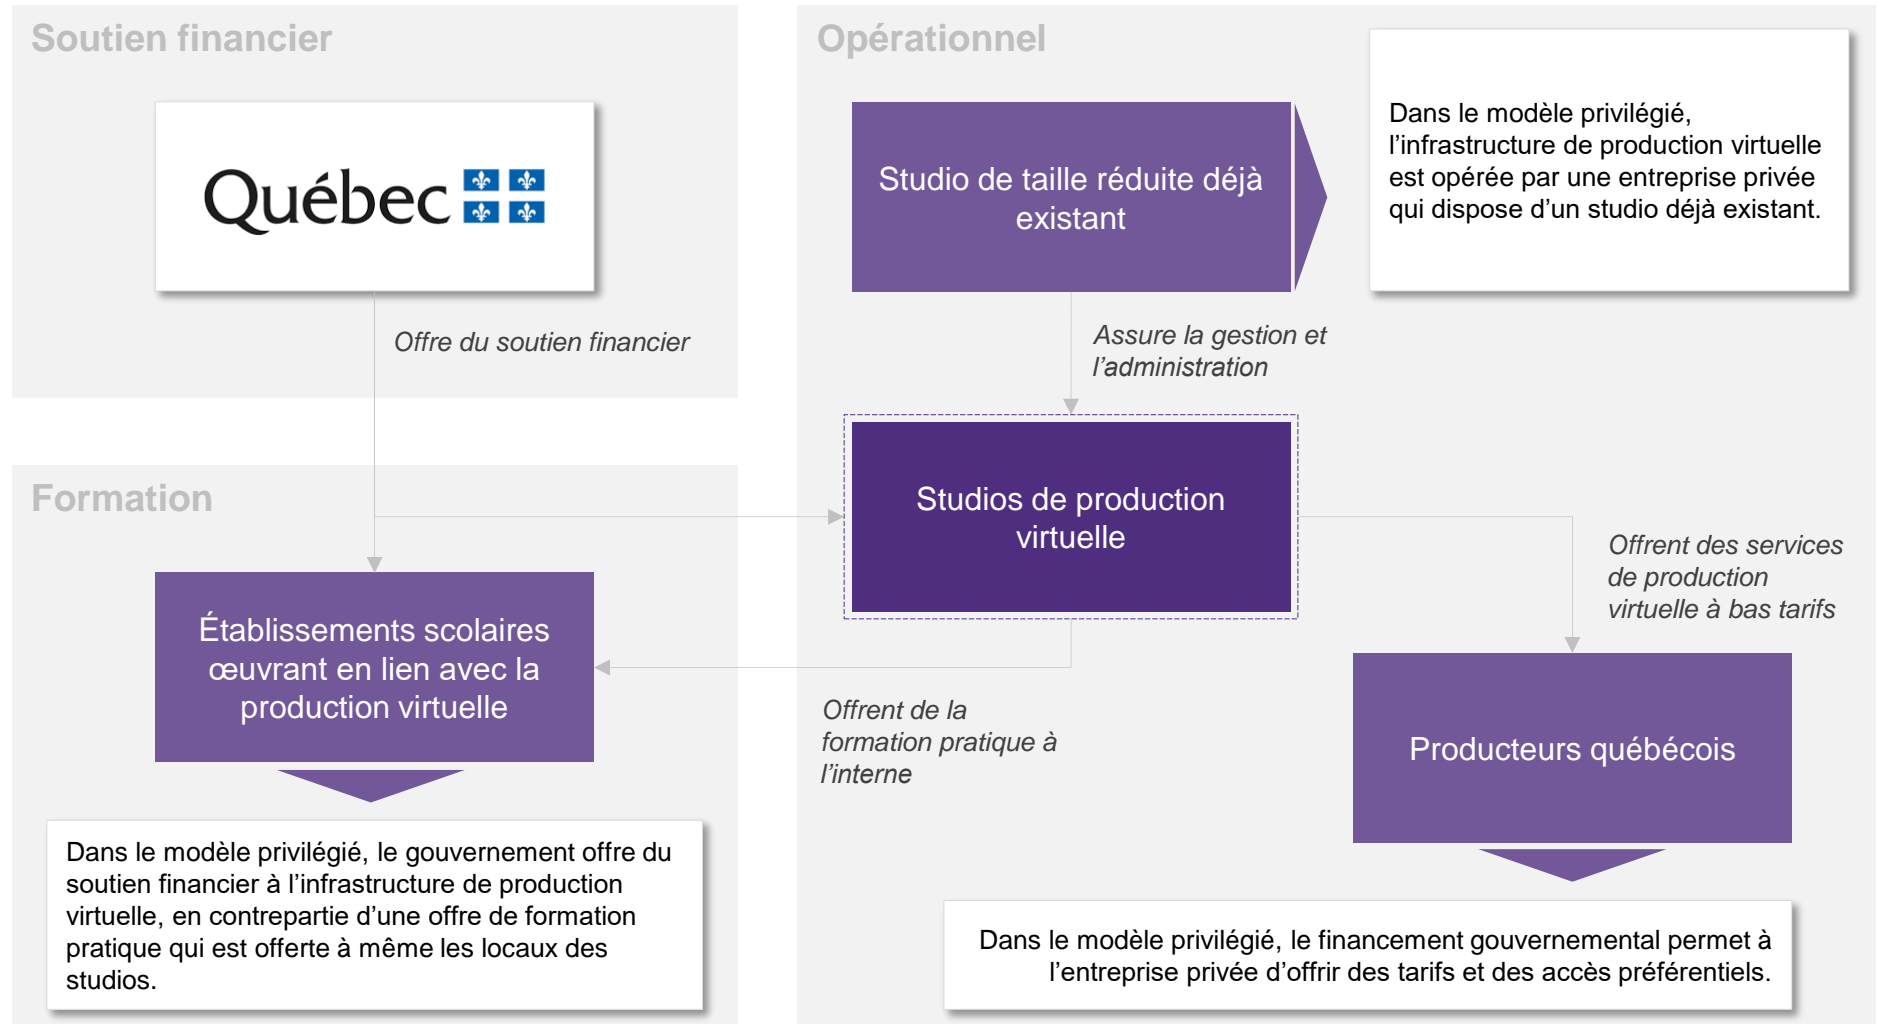 Soutien financier
Québec
Offre du soutien financier
Formation
Établissements scolaires
œuvrant en lien avec la
production virtuelle
Dans le modèle privilégié, le gouvernement offre du
soutien financier à l’infrastructure de production
virtuelle, en contrepartie d’une offre de formation
pratique qui est offerte à même les locaux des
studios.
Opérationnel
Studio de taille réduite déjà
existant
Dans le modèle privilégié,
l’infrastructure de production virtuelle
est opérée par une entreprise privée
qui dispose d’un studio déjà existant.
Assure la gestion et
l’administration
Studios de production
virtuelle
Offrent des services
de production
virtuelle à bas tarifs
Offrent de la
formation pratique à
l’interne
Producteurs québécois
Dans le modèle privilégié, le financement gouvernemental permet à
l’entreprise privée d’offrir des tarifs et des accès préférentiels.